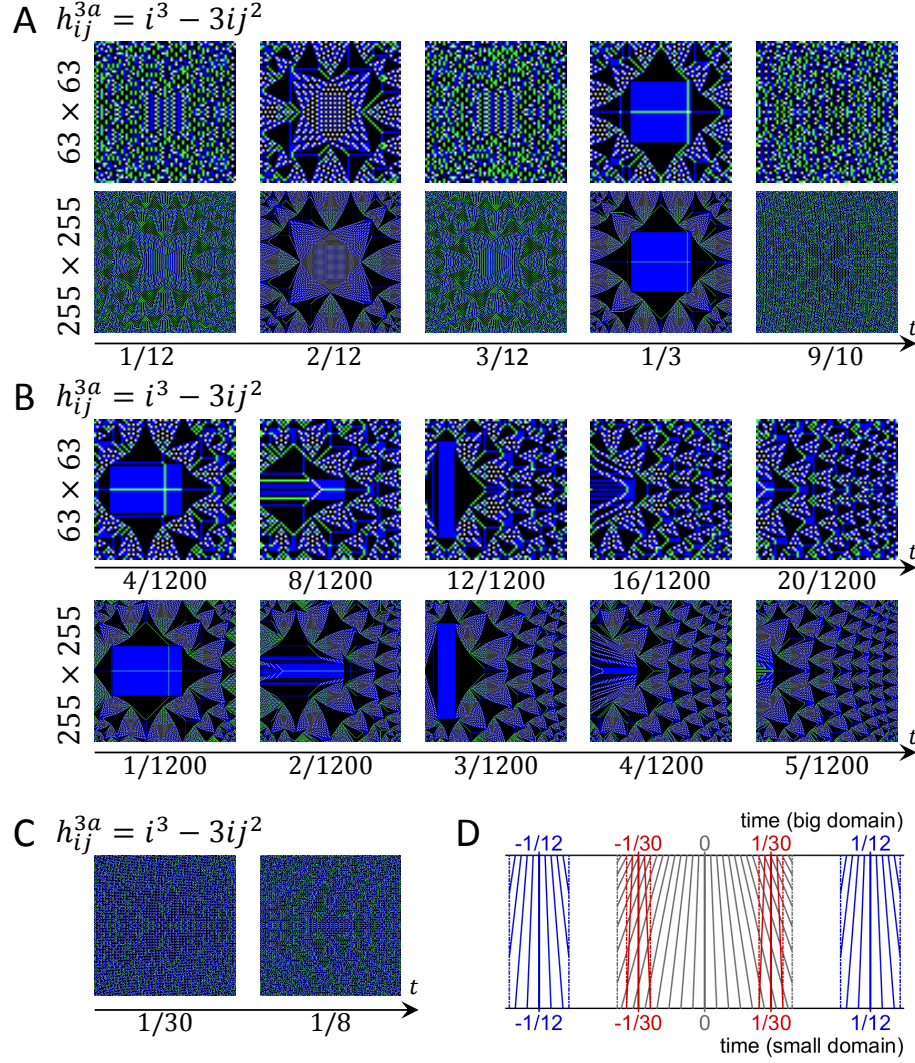 A
h_{ij}^{3a} = i^3 − 3ij^2
63 × 63
255 × 255
t
1/12 2/12 3/12 1/3 9/10
B
h_{ij}^{3a} = i^3 − 3ij^2
63 × 63
t
4/1200 8/1200 12/1200 16/1200 20/1200
255 × 255
t
1/1200 2/1200 3/1200 4/1200 5/1200
C
h_{ij}^{3a} = i^3 − 3ij^2
t
1/30 1/8
D
time (big domain)
-1/12 -1/30 0 1/30 1/12
-1/12 -1/30 0 1/30 1/12
time (small domain)